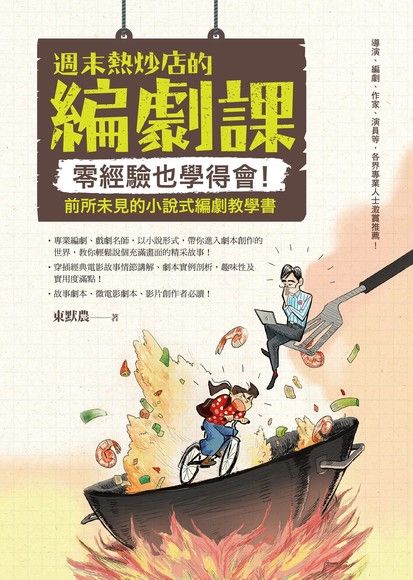 週末熱炒店的
編劇課
零經驗也學得會！
前所未見的小說式編劇教學書
導演、編劇、作家、演員等，各界專業人士激賞推薦！
・專業編劇、戲劇名師，以小說形式，帶你進入劇本創作的
世界，教你輕鬆說個充滿畫面的精采故事！
・穿插經典電影故事情節講解，劇本實例剖析，趣味性及
實用度滿點！
・故事劇本、微電影劇本、影片創作者必讀！
東默農——著